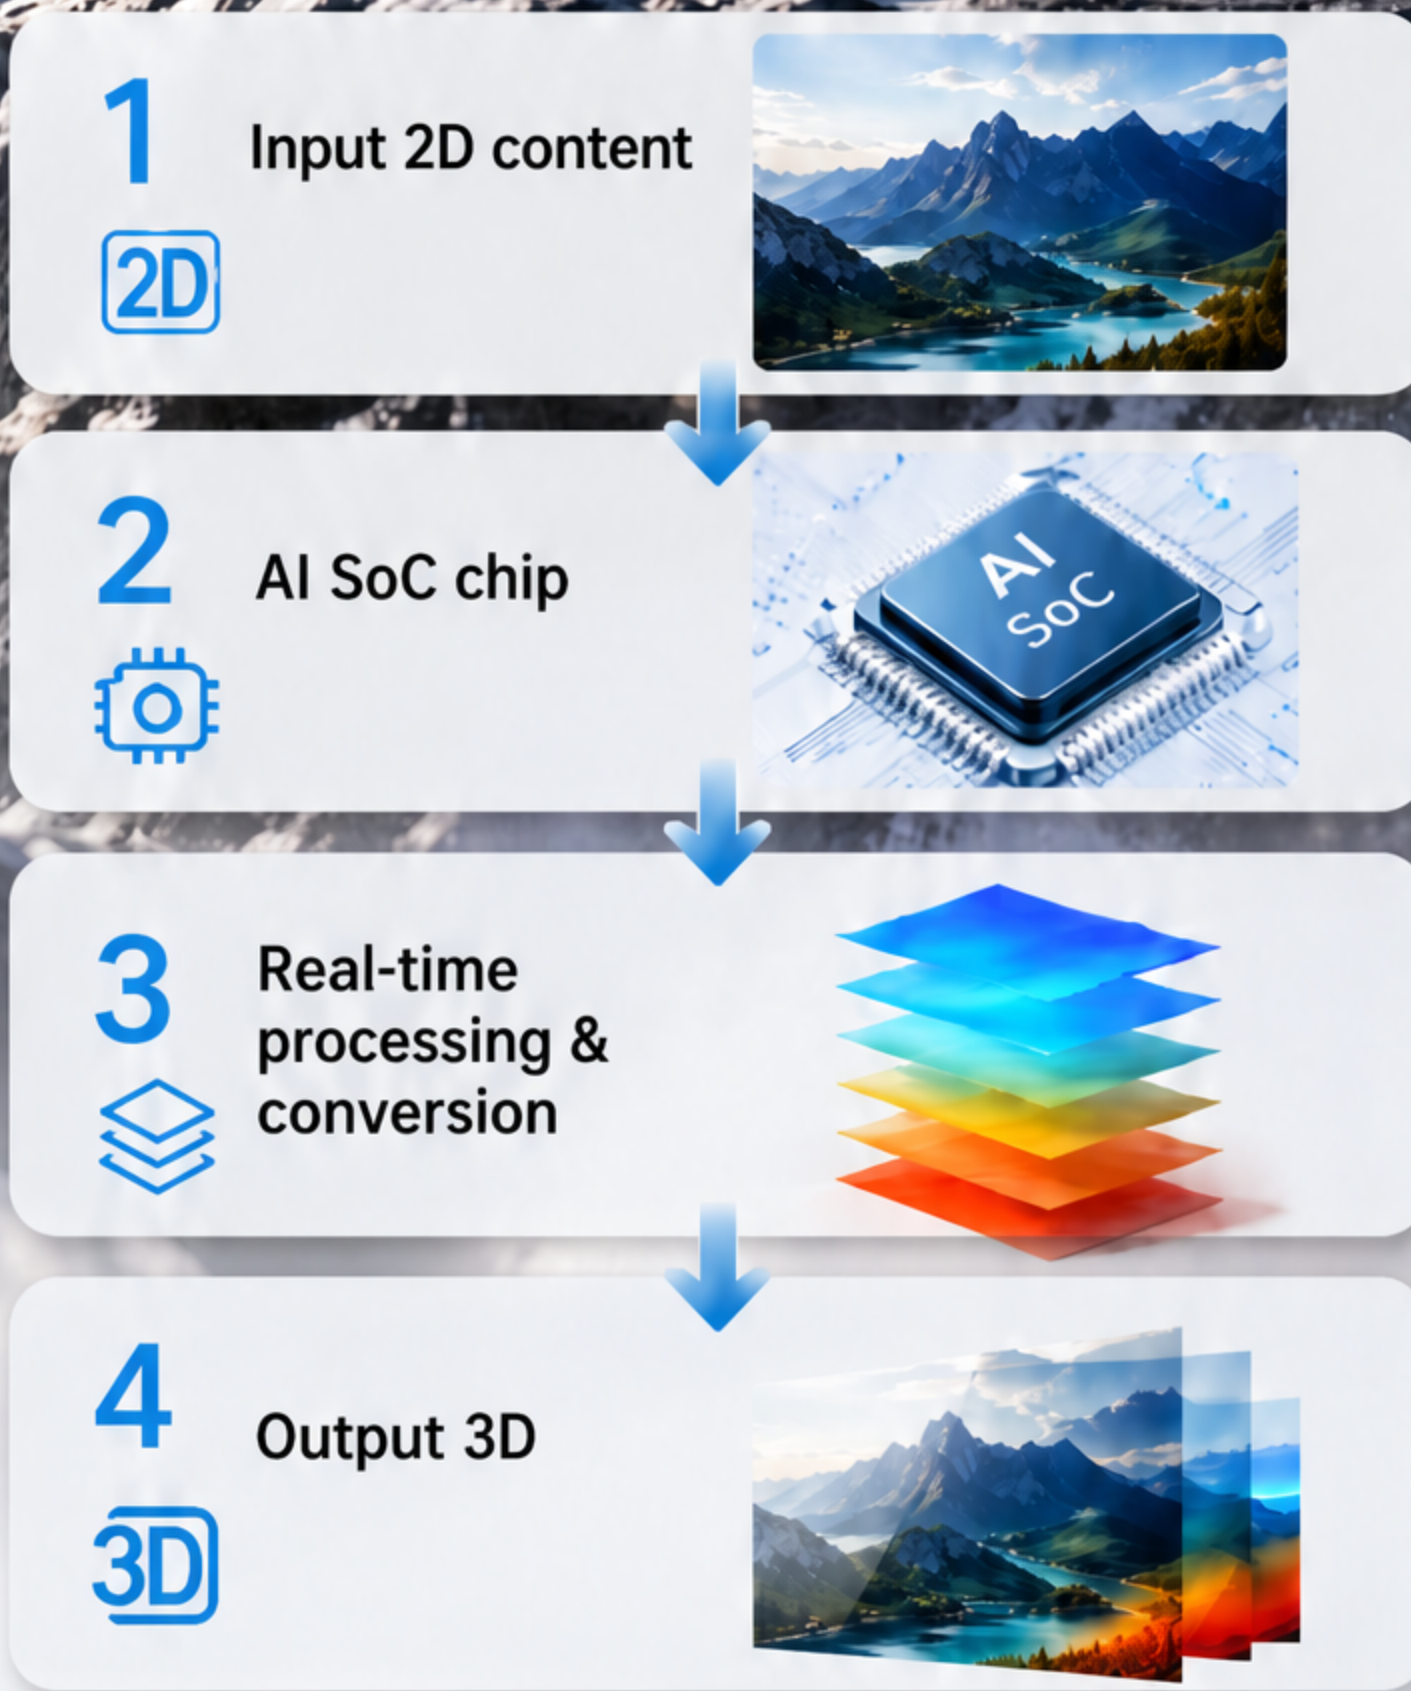 1
Input 2D content
2D
2
AI SoC chip
AI
SoC
3
Real-time
processing &
conversion
4
Output 3D
3D